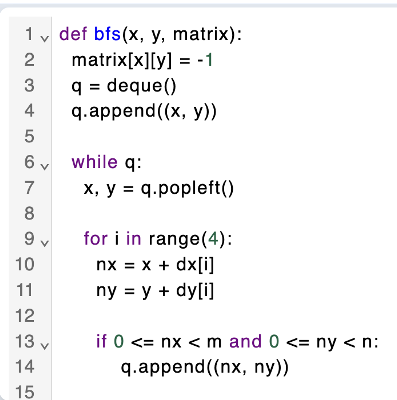 1 def bfs(x, y, matrix):
2 matrix[x][y] = -1
3 q = deque()
4 q.append((x, y))
5
6 while q:
7 x, y = q.popleft()
8
9 for i in range(4):
10 nx = x + dx[i]
11 ny = y + dy[i]
12
13 if 0 <= nx < m and 0 <= ny < n:
14 q.append((nx, ny))
15